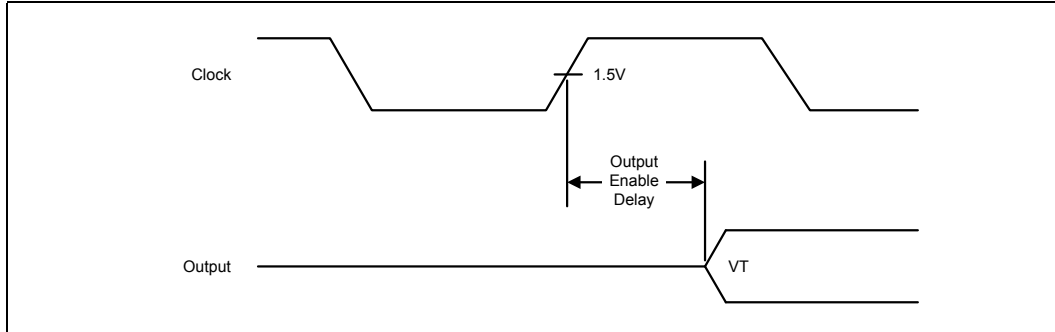 Clock
1.5V
Output
Enable
Delay
Output
VT